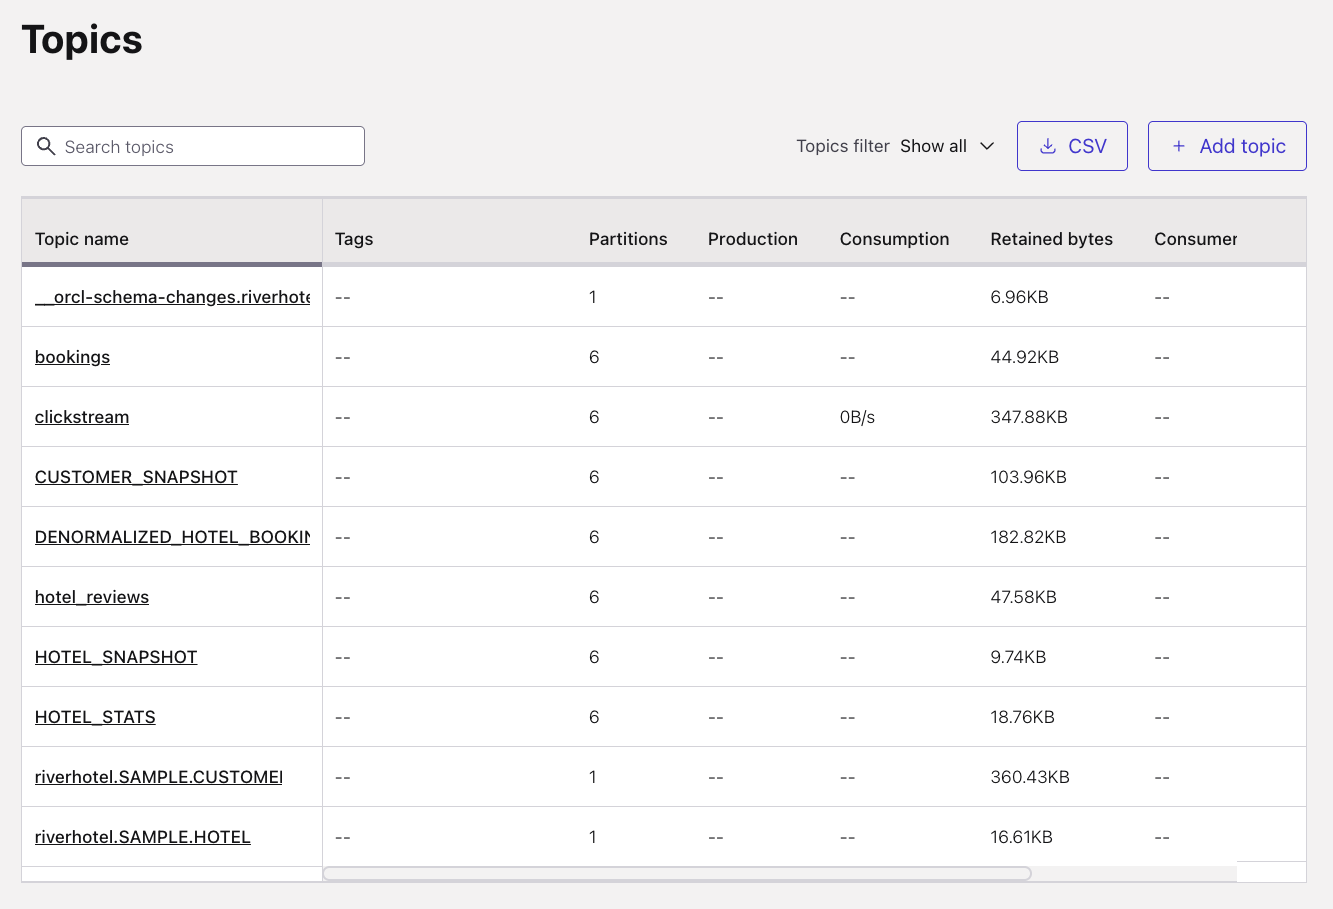 Topics
Search topics
Topics filter Show all CSV + Add topic
Topic name Tags Partitions Production Consumption Retained bytes Consumer
__orcl-schema-changes.riverhote -- 1 -- -- 6.96KB --
bookings -- 6 -- -- 44.92KB --
clickstream -- 6 -- 0B/s 347.88KB --
CUSTOMER_SNAPSHOT -- 6 -- -- 103.96KB --
DENORMALIZED_HOTEL_BOOKIN -- 6 -- -- 182.82KB --
hotel_reviews -- 6 -- -- 47.58KB --
HOTEL_SNAPSHOT -- 6 -- -- 9.74KB --
HOTEL_STATS -- 6 -- -- 18.76KB --
riverhotel.SAMPLE.CUSTOMER -- 1 -- -- 360.43KB --
riverhotel.SAMPLE.HOTEL -- 1 -- -- 16.61KB --